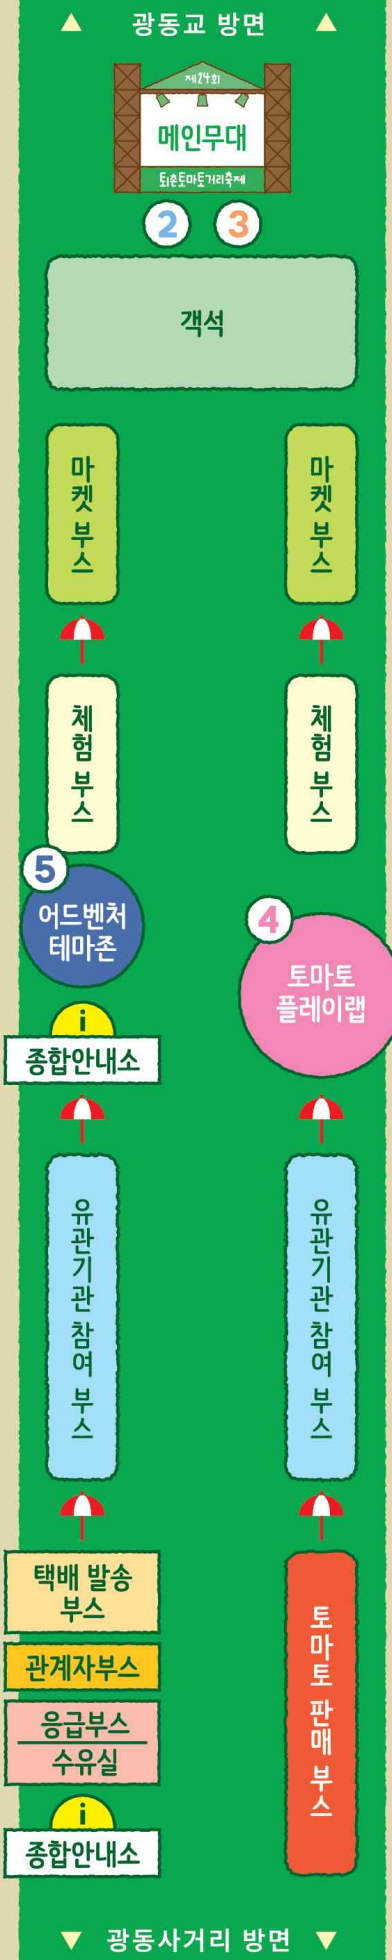 광동교 방면
제24회
메인무대
퇴촌토마토거리축제
2 3
객석
마켓 부스
마켓 부스
체험 부스
체험 부스
5
어드벤처
테마존
4
토마토
플레이랩
i
종합안내소
유관기관 참여 부스
유관기관 참여 부스
택배 발송
부스
관계자부스
응급부스
수유실
토마토 판매 부스
i
종합안내소
광동사거리 방면